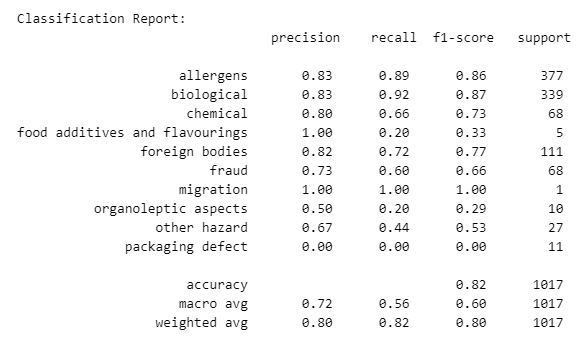 Classification Report:
precision recall f1-score support
allergens 0.83 0.89 0.86 377
biological 0.83 0.92 0.87 339
chemical 0.80 0.66 0.73 68
food additives and flavourings 1.00 0.20 0.33 5
foreign bodies 0.82 0.72 0.77 111
fraud 0.73 0.60 0.66 68
migration 1.00 1.00 1.00 1
organoleptic aspects 0.50 0.20 0.29 10
other hazard 0.67 0.44 0.53 27
packaging defect 0.00 0.00 0.00 11
accuracy 0.82 1017
macro avg 0.72 0.56 0.60 1017
weighted avg 0.80 0.82 0.80 1017